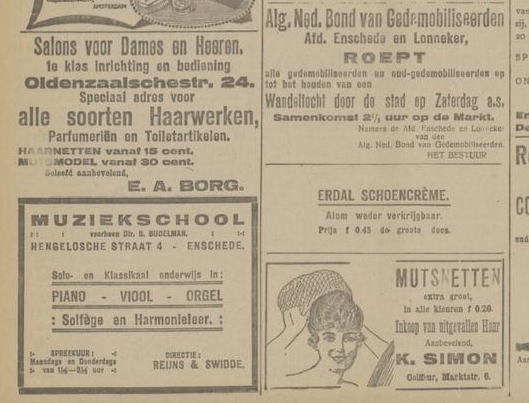 AMSTERDAM
Salons voor Dames en Heeren,
1e klas inrichting en bediening
Oldenzaalschestr. 24.
Speciaal adres voor
alle soorten Haarwerken,
Parfumeriën en Toiletartikelen.
HAARNETTEN vanaf 15 cent.
MUTSMODEL vanaf 30 cent.
Beleefd aanbevelend,
E. A. BORG.
MUZIEKSCHOOL
voorheen Dir. B. BUDELMAN.
HENGELOSCHE STRAAT 4 - ENSCHEDE.
Solo- en Klassikaal onderwijs in:
PIANO - VIOOL - ORGEL
: Solfège en Harmonieleer. :
SPREEKUUR:
Maandags en Donderdags
DIRECTIE:
REIJNS & SWIDDE.
Alg. Ned. Bond van Gedemobiliseerden
Afd. Enschede en Lonneker,
ROEPT
alle gedemobiliseerden en oud-gedemobiliseerden op
tot het houden van een
Wandeltocht door de stad op Zaterdag a.s.
Samenkomst 2½ uur op de Markt.
Namens de Afd. Enschede en Lonneker
van den
Alg. Ned. Bond van Gedemobiliseerden.
HET BESTUUR
ERDAL SCHOENCRÈME.
Alom weder verkrijgbaar.
Prijs f 0.45 de groote doos.
MUTSNETTEN
extra groot,
in alle kleuren f 0.20.
Inkoop van uitgevallen Haar
Aanbevelend,
K. SIMON
Coiffeur, Marktstr. 6.